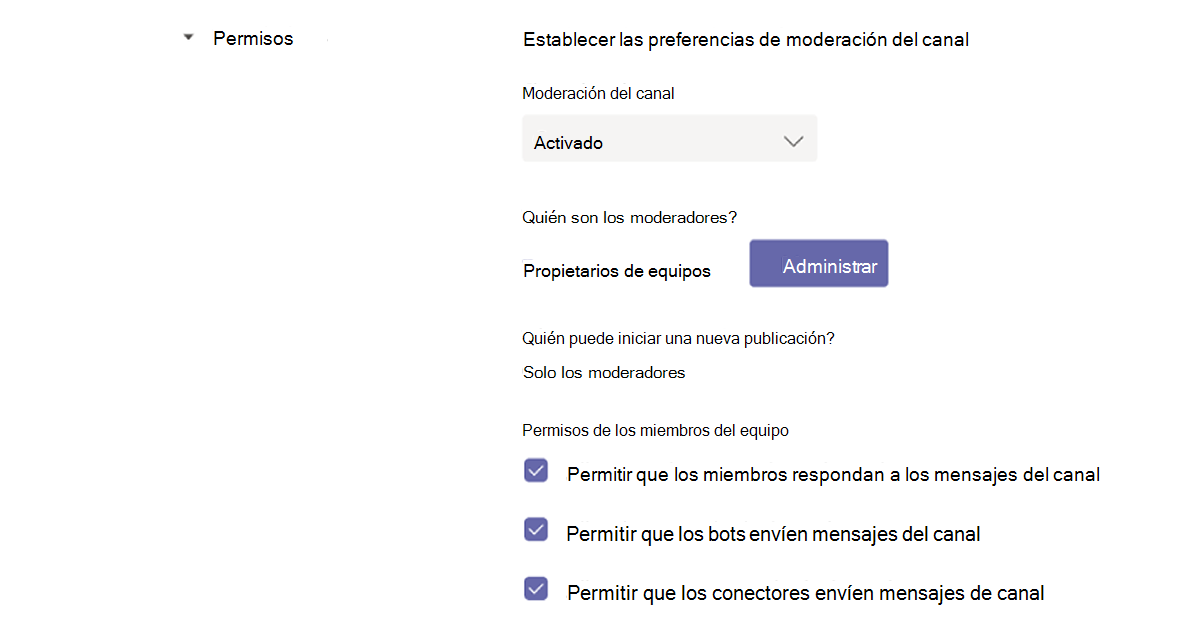 Permisos
Establecer las preferencias de moderación del canal
Moderación del canal
Activado
Quién son los moderadores?
Propietarios de equipos
Administrar
Quién puede iniciar una nueva publicación?
Solo los moderadores
Permisos de los miembros del equipo
Permitir que los miembros respondan a los mensajes del canal
Permitir que los bots envíen mensajes del canal
Permitir que los conectores envíen mensajes de canal